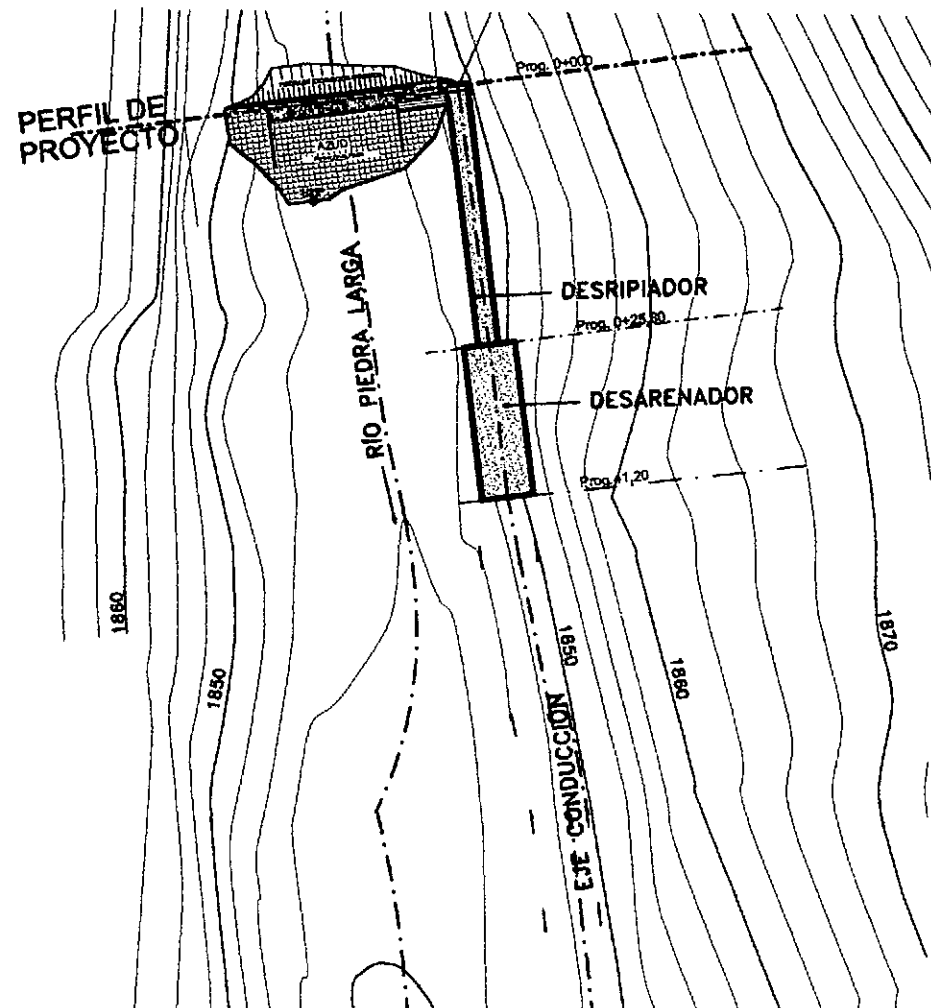 Prog. 0+000
PERFIL DE
PROYECTO
AZUD
RÍO PIEDRA LARGA
DESRIPIADOR
Prog. 0+25,80
DESARENADOR
Prog. 41,20
1860
1850
1850
1860
1870
EJE CONDUCCION